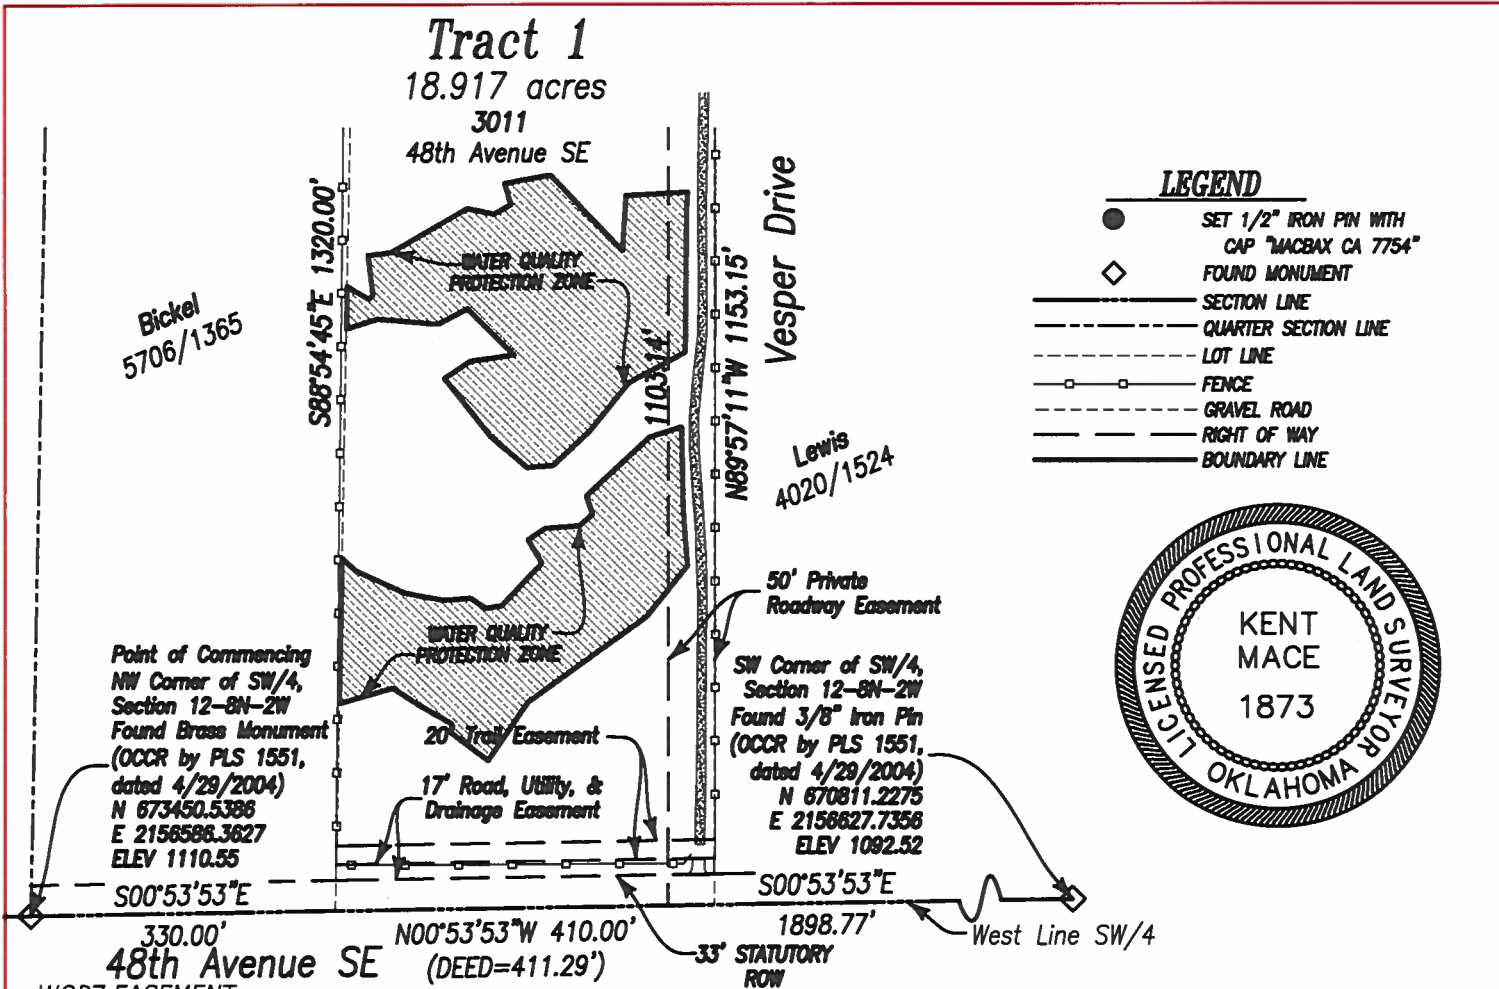 Tract 1
18.917 acres
3011
48th Avenue SE
S88°54'45"E 1320.00'
Bickel
5706/1365
WATER QUALITY
PROTECTION ZONE
1103.14'
N89°57'11"W 1153.15'
Vesper Drive
Lewis
4020/1524
WATER QUALITY
PROTECTION ZONE
50' Private
Roadway Easement
Point of Commencing
NW Corner of SW/4,
Section 12-8N-2W
Found Brass Monument
(OCCR by PLS 1551,
dated 4/29/2004)
N 673450.5386
E 2156586.3627
ELEV 1110.55
20' Trail Easement
17' Road, Utility, &
Drainage Easement
SW Corner of SW/4,
Section 12-8N-2W
Found 3/8" Iron Pin
(OCCR by PLS 1551,
dated 4/29/2004)
N 670811.2275
E 2156627.7356
ELEV 1092.52
S00°53'53"E
S00°53'53"E
330.00'
N00°53'53"W 410.00'
1898.77'
West Line SW/4
48th Avenue SE
(DEED=411.29')
33' STATUTORY
ROW
WQPZ EASEMENT
LEGEND
SET 1/2" IRON PIN WITH
CAP "MACBAX CA 7754"
FOUND MONUMENT
SECTION LINE
QUARTER SECTION LINE
LOT LINE
FENCE
GRAVEL ROAD
RIGHT OF WAY
BOUNDARY LINE
LICENSED PROFESSIONAL LAND SURVEYOR
KENT
MACE
1873
OKLAHOMA